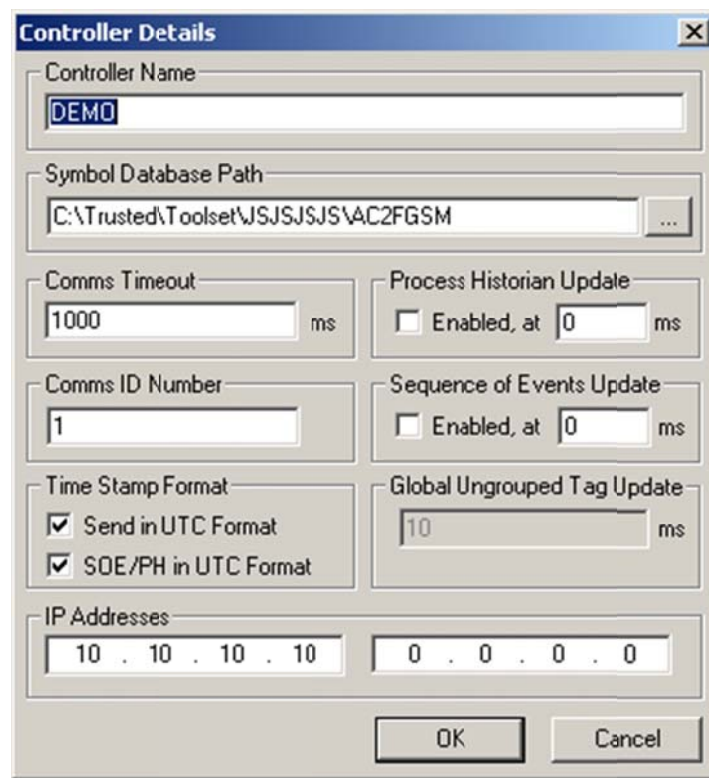 Controller Details
Controller Name
DEMO
Symbol Database Path
C:\Trusted\Toolset\JSJSJSJS\AC2FGSM ...
Comms Timeout
1000 ms
Process Historian Update
Enabled, at 0 ms
Comms ID Number
1
Sequence of Events Update
Enabled, at 0 ms
Time Stamp Format
Send in UTC Format
SOE/PH in UTC Format
Global Ungrouped Tag Update
10 ms
IP Addresses
10 . 10 . 10 . 10
0 . 0 . 0 . 0
OK
Cancel